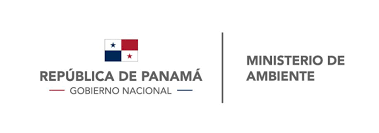 REPÚBLICA DE PANAMÁ
GOBIERNO NACIONAL
MINISTERIO DE
AMBIENTE